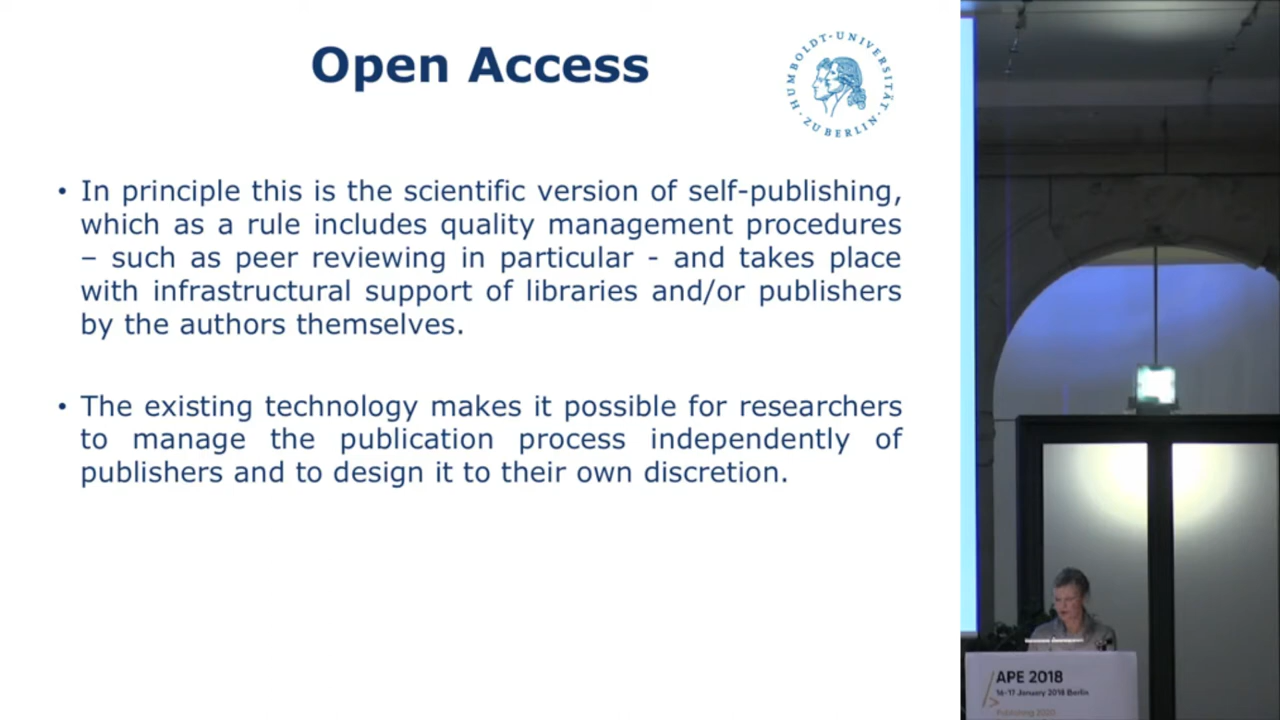 Open Access
HUMBOLDT-UNIVERSITÄT
· ZU BERLIN ·
• In principle this is the scientific version of self-publishing,
which as a rule includes quality management procedures
– such as peer reviewing in particular - and takes place
with infrastructural support of libraries and/or publishers
by the authors themselves.
• The existing technology makes it possible for researchers
to manage the publication process independently of
publishers and to design it to their own discretion.
APE 2018
16-17 January 2018 Berlin
Publishing